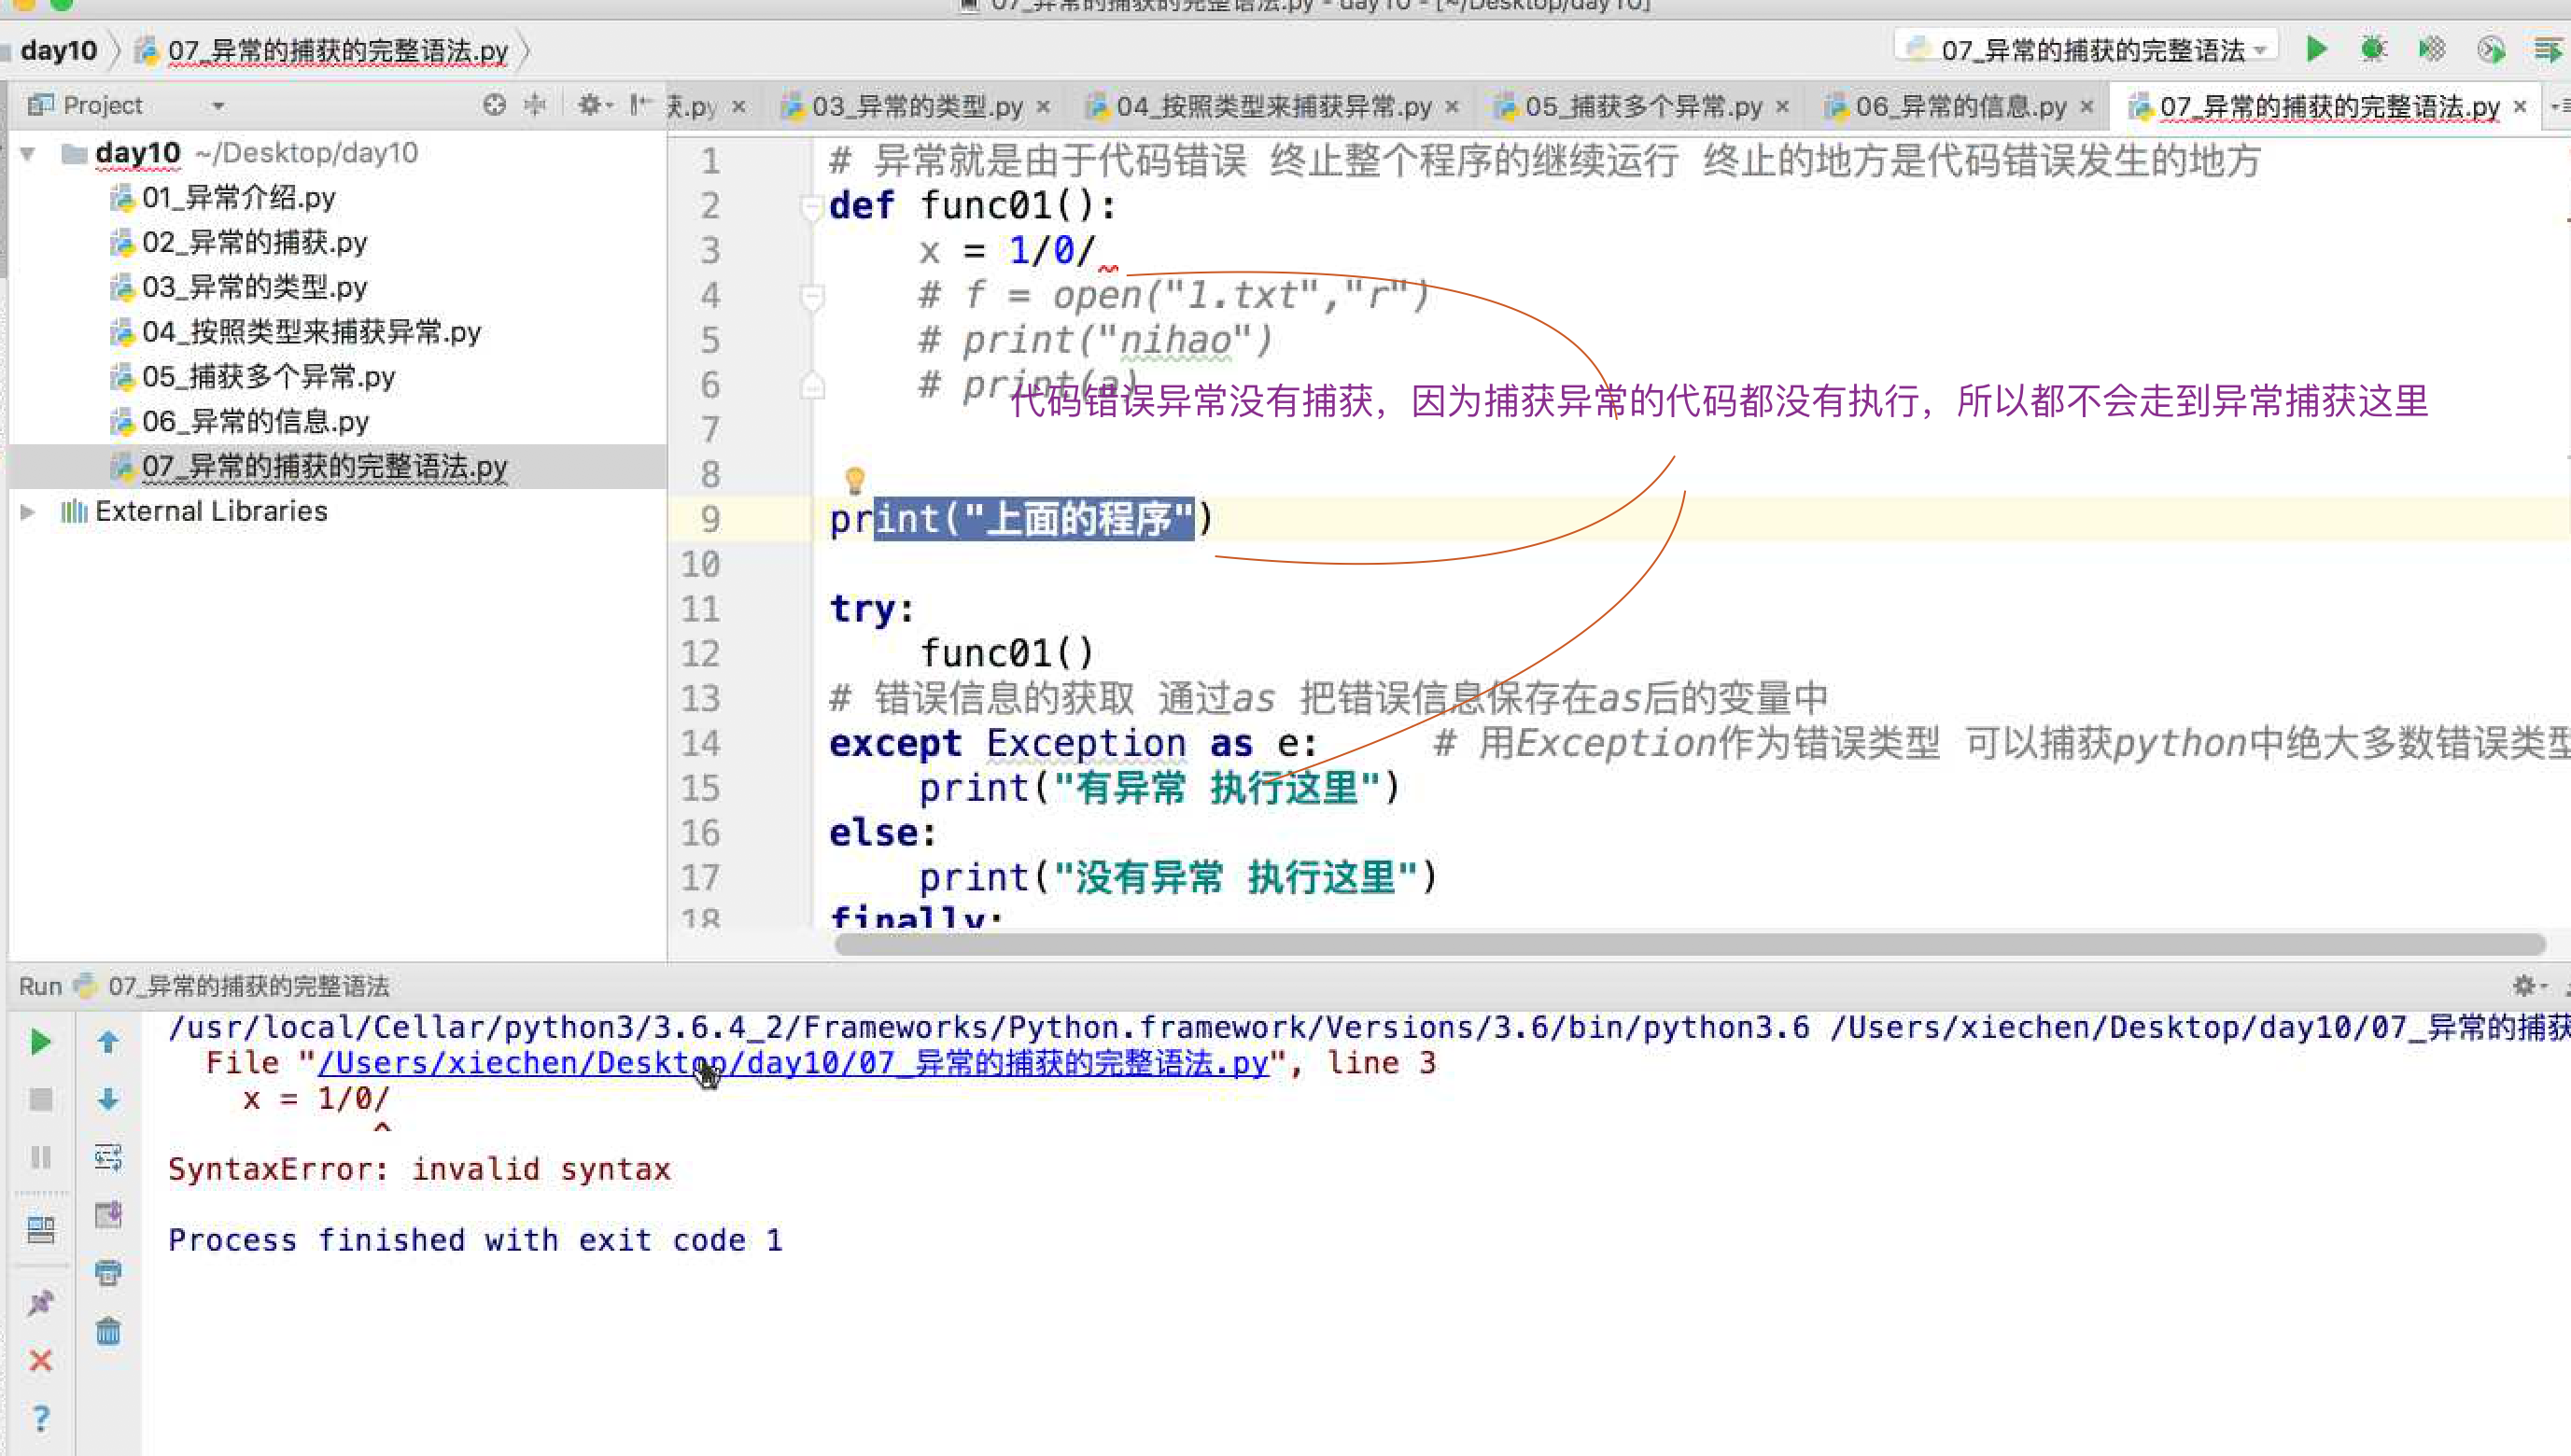 07_异常的捕获的完整语法.py - day10 - [~/Desktop/day10]
day10 07_异常的捕获的完整语法.py
07_异常的捕获的完整语法
Project
获.py × 03_异常的类型.py × 04_按照类型来捕获异常.py × 05_捕获多个异常.py × 06_异常的信息.py × 07_异常的捕获的完整语法.py ×
day10 ~/Desktop/day10
01_异常介绍.py
02_异常的捕获.py
03_异常的类型.py
04_按照类型来捕获异常.py
05_捕获多个异常.py
06_异常的信息.py
07_异常的捕获的完整语法.py
External Libraries
1 # 异常就是由于代码错误 终止整个程序的继续运行 终止的地方是代码错误发生的地方
2 def func01():
3 x = 1/0/
4 # f = open("1.txt","r")
5 # print("nihao")
6 # print(a)
代码错误异常没有捕获，因为捕获异常的代码都没有执行，所以都不会走到异常捕获这里
7
8
9 print("上面的程序")
10
11 try:
12 func01()
13 # 错误信息的获取 通过as 把错误信息保存在as后的变量中
14 except Exception as e: # 用Exception作为错误类型 可以捕获python中绝大多数错误类型
15 print("有异常 执行这里")
16 else:
17 print("没有异常 执行这里")
18 finally:
Run 07_异常的捕获的完整语法
/usr/local/Cellar/python3/3.6.4_2/Frameworks/Python.framework/Versions/3.6/bin/python3.6 /Users/xiechen/Desktop/day10/07_异常的捕获
File "/Users/xiechen/Desktop/day10/07_异常的捕获的完整语法.py", line 3
x = 1/0/
^
SyntaxError: invalid syntax
Process finished with exit code 1